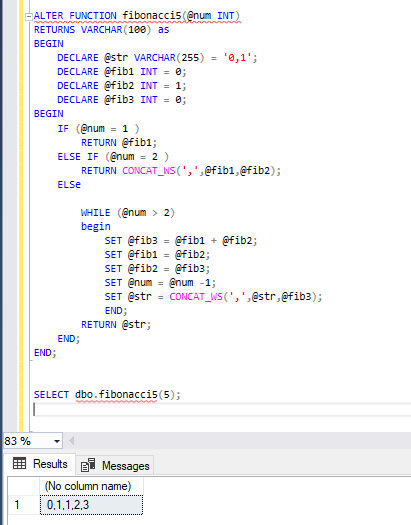 ALTER FUNCTION fibonacci5(@num INT)
RETURNS VARCHAR(100) as
BEGIN
DECLARE @str VARCHAR(255) = '0,1';
DECLARE @fib1 INT = 0;
DECLARE @fib2 INT = 1;
DECLARE @fib3 INT = 0;
BEGIN
IF (@num = 1 )
RETURN @fib1;
ELSE IF (@num = 2 )
RETURN CONCAT_WS(',',@fib1,@fib2);
ELSe
WHILE (@num > 2)
begin
SET @fib3 = @fib1 + @fib2;
SET @fib1 = @fib2;
SET @fib2 = @fib3;
SET @num = @num -1;
SET @str = CONCAT_WS(',',@str,@fib3);
END;
RETURN @str;
END;
END;
SELECT dbo.fibonacci5(5);
83 %
Results Messages
(No column name)
1 0,1,1,2,3